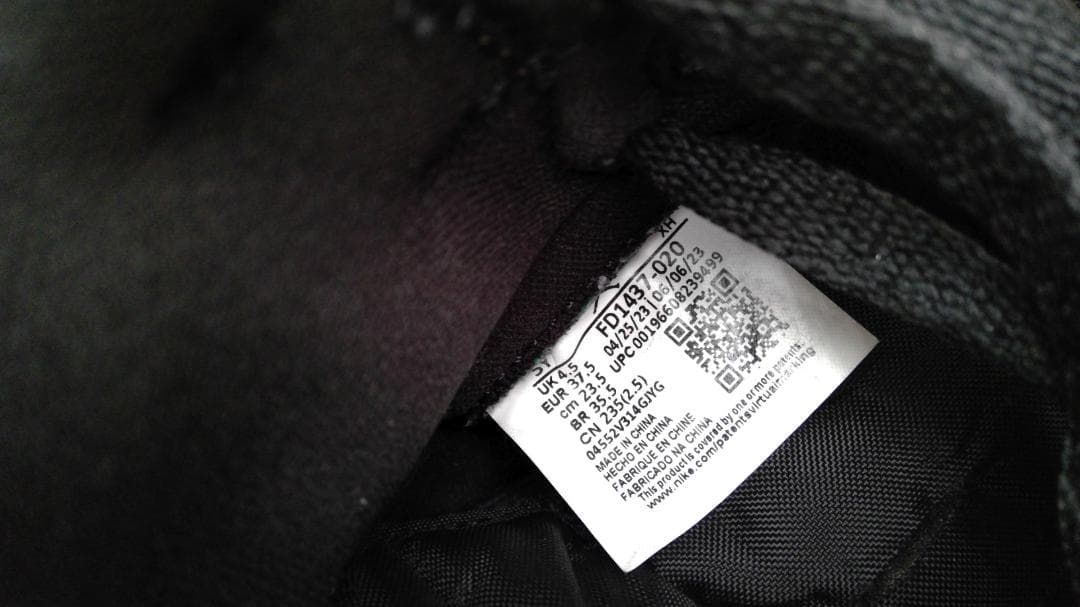 XH
5Y
UK 4.5
EUR 37.5
cm 23.5
BR 35.5
CN 235(2.5)
FD1437-020
04/25/23 | 06/06/23
UPC 00196608239499
04552V314GJYG
MADE IN CHINA
HECHO EN CHINA
FABRIQUE EN CHINE
FABRICADO NA CHINA
This product is covered by one or more patents.
www.nike.com/patentsvirtualmarking